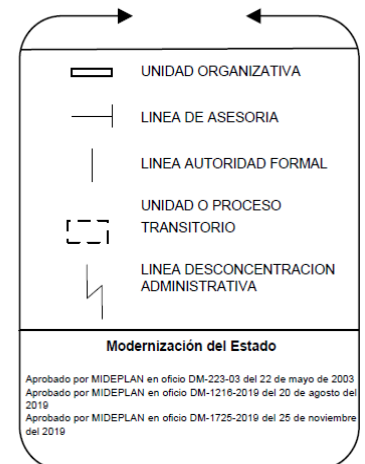 UNIDAD ORGANIZATIVA
LINEA DE ASESORIA
LINEA AUTORIDAD FORMAL
UNIDAD O PROCESO
TRANSITORIO
LINEA DESCONCENTRACION
ADMINISTRATIVA
Modernización del Estado
Aprobado por MIDEPLAN en oficio DM-223-03 del 22 de mayo de 2003
Aprobado por MIDEPLAN en oficio DM-1216-2019 del 20 de agosto del
2019
Aprobado por MIDEPLAN en oficio DM-1725-2019 del 25 de noviembre
del 2019